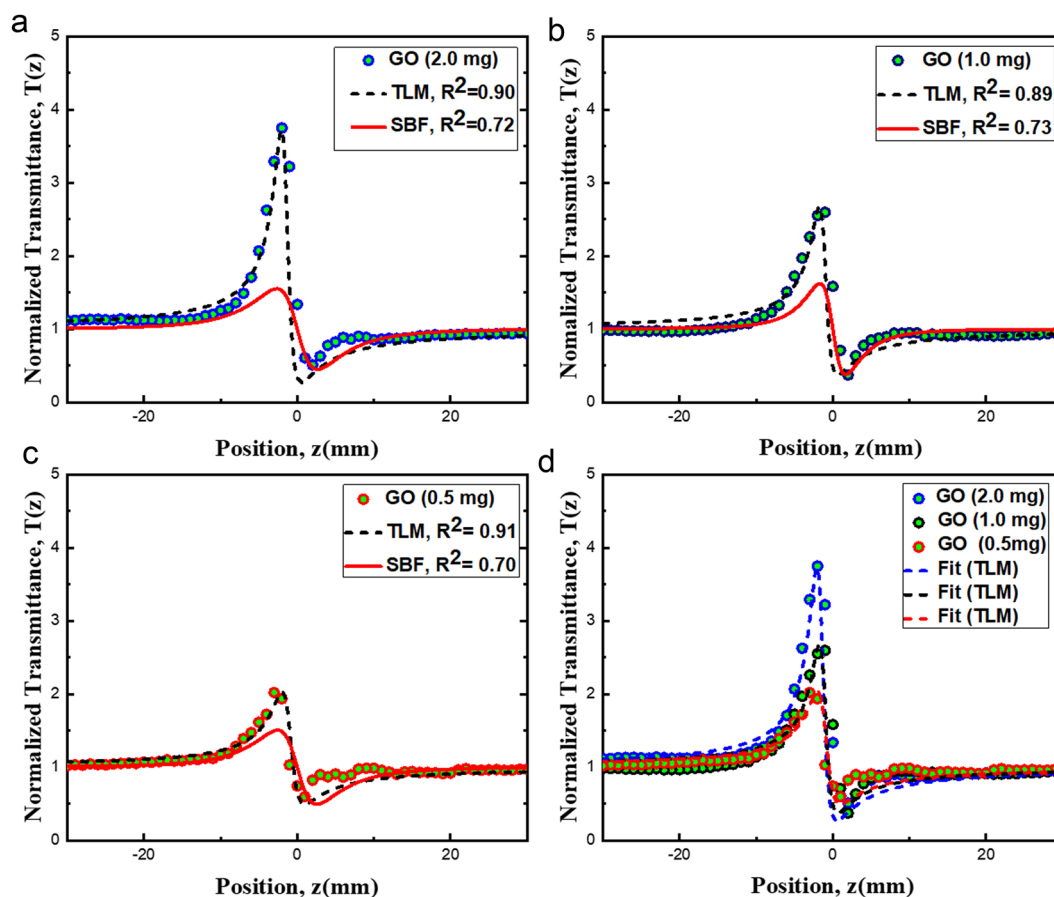 a
5
4
3
2
1
0
Normalized Transmittance, T(z)
GO (2.0 mg)
TLM, R²=0.90
SBF, R²=0.72
-20
0
20
Position, z(mm)
b
5
4
3
2
1
0
Nomalized Transmittance, T(z)
GO (1.0 mg)
TLM, R²= 0.89
SBF, R²= 0.73
-20
0
20
Position, z(mm)
c
5
4
3
2
1
0
Normalized Transmittance, T(z)
GO (0.5 mg)
TLM, R²= 0.91
SBF, R²= 0.70
-20
0
20
Position, z(mm)
d
5
4
3
2
1
0
Normalized Transmittance, T(z)
GO (2.0 mg)
GO (1.0 mg)
GO (0.5mg)
Fit (TLM)
Fit (TLM)
Fit (TLM)
-20
0
20
Position, z(mm)